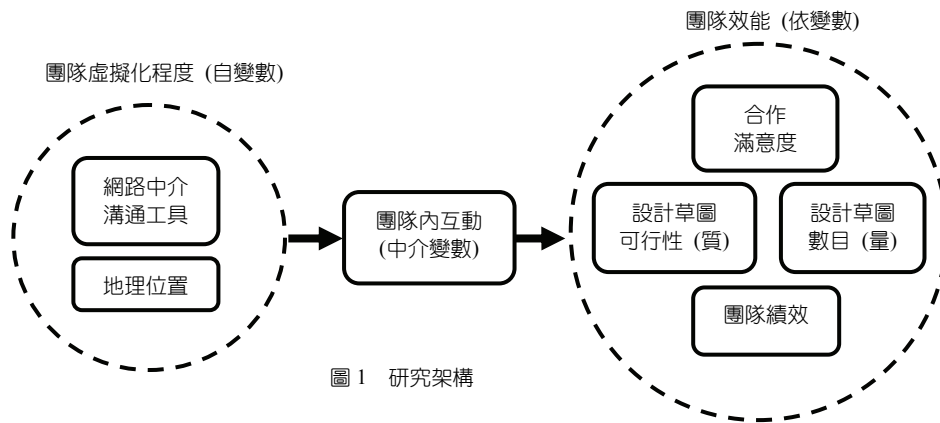 團隊虛擬化程度 (自變數)
網路中介
溝通工具
地理位置
團隊內互動
(中介變數)
團隊效能 (依變數)
合作
滿意度
設計草圖
可行性 (質)
設計草圖
數目 (量)
團隊績效
圖 1 研究架構